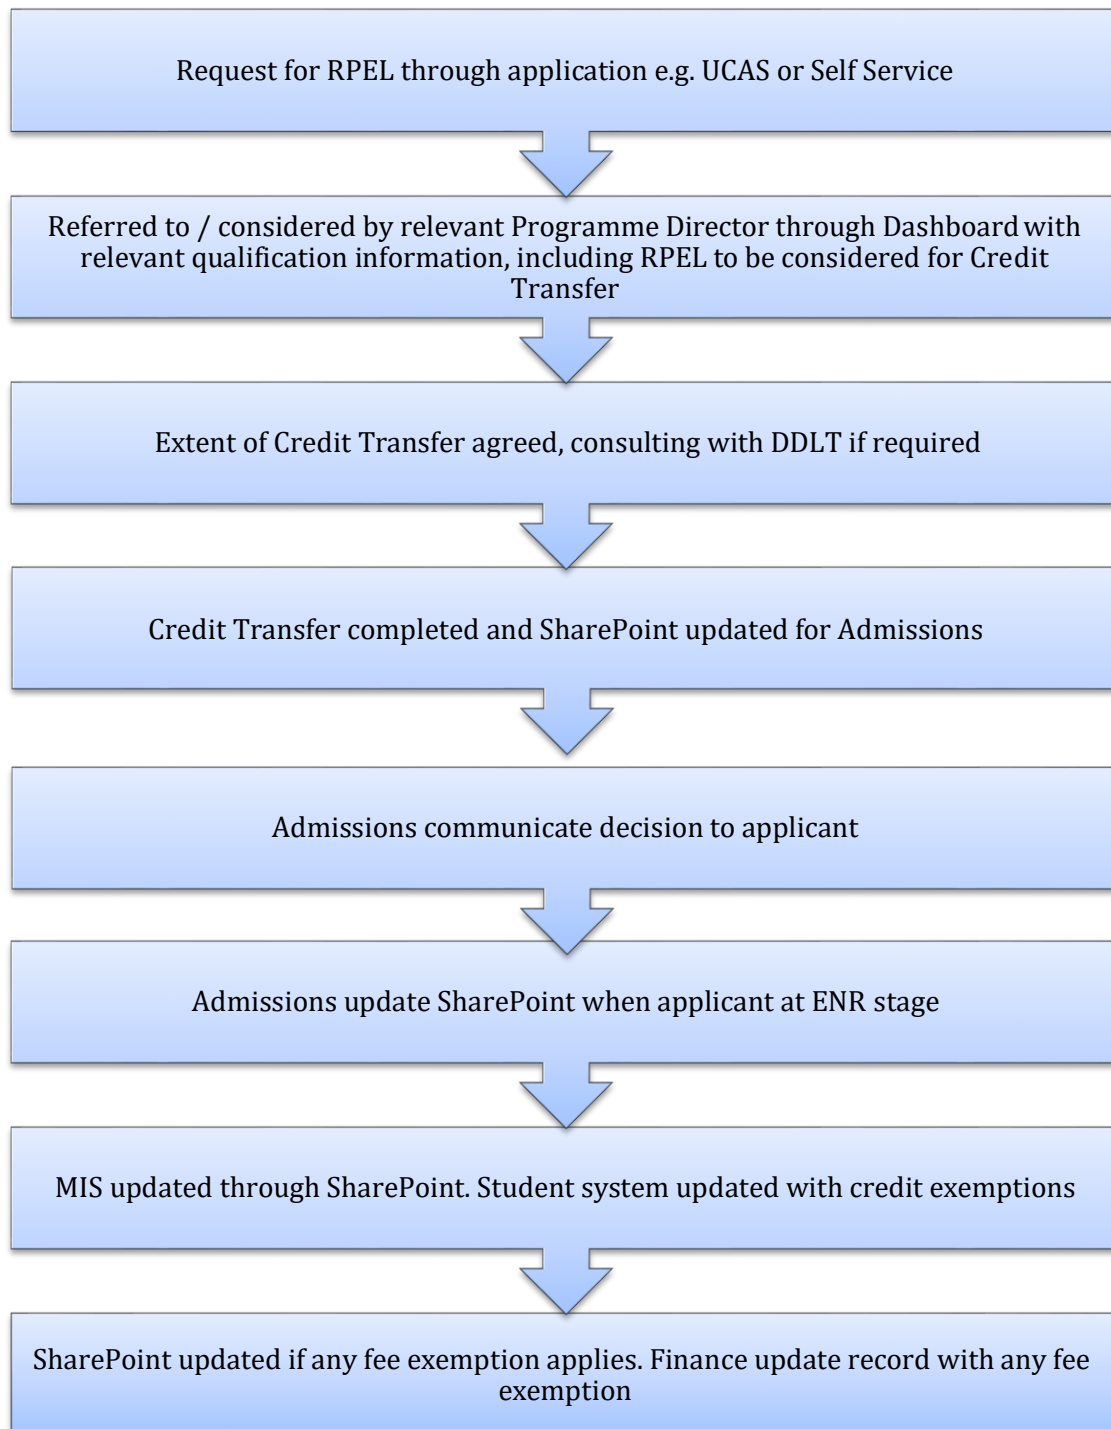 Request for RPEL through application e.g. UCAS or Self Service
Referred to / considered by relevant Programme Director through Dashboard with
relevant qualification information, including RPEL to be considered for Credit
Transfer
Extent of Credit Transfer agreed, consulting with DDLT if required
Credit Transfer completed and SharePoint updated for Admissions
Admissions communicate decision to applicant
Admissions update SharePoint when applicant at ENR stage
MIS updated through SharePoint. Student system updated with credit exemptions
SharePoint updated if any fee exemption applies. Finance update record with any fee
exemption